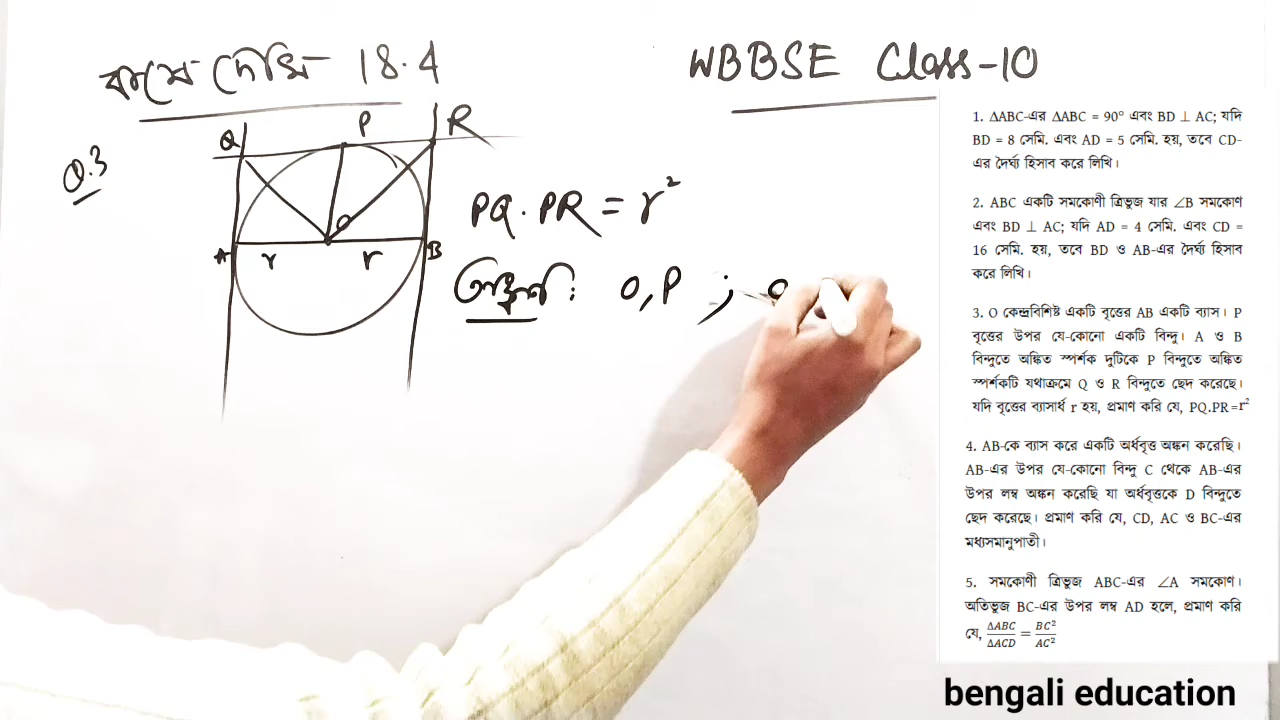 কষে দেখি - 18.4
WBBSE Class-10
Q.3
Q P R
O
A r r B
PQ . PR = r²
অঙ্কন : O, P ; O
1. ΔABC-এর ΔABC = 90° এবং BD ⊥ AC; যদি
BD = 8 সেমি. এবং AD = 5 সেমি. হয়, তবে CD-
এর দৈর্ঘ্য হিসাব করে লিখি।
2. ABC একটি সমকোণী ত্রিভুজ যার ∠B সমকোণ
এবং BD ⊥ AC; যদি AD = 4 সেমি. এবং CD =
16 সেমি. হয়, তবে BD ও AB-এর দৈর্ঘ্য হিসাব
করে লিখি।
3. O কেন্দ্রবিশিষ্ট একটি বৃত্তের AB একটি ব্যাস। P
বৃত্তের উপর যে-কোনো একটি বিন্দু। A ও B
বিন্দুতে অঙ্কিত স্পর্শক দুটিকে P বিন্দুতে অঙ্কিত
স্পর্শকটি যথাক্রমে Q ও R বিন্দুতে ছেদ করেছে।
যদি বৃত্তের ব্যাসার্ধ r হয়, প্রমাণ করি যে, PQ.PR=r²
4. AB-কে ব্যাস করে একটি অর্ধবৃত্ত অঙ্কন করেছি।
AB-এর উপর যে-কোনো বিন্দু C থেকে AB-এর
উপর লম্ব অঙ্কন করেছি যা অর্ধবৃত্তকে D বিন্দুতে
ছেদ করেছে। প্রমাণ করি যে, CD, AC ও BC-এর
মধ্যসমানুপাতী।
5. সমকোণী ত্রিভুজ ABC-এর ∠A সমকোণ।
অতিভুজ BC-এর উপর লম্ব AD হলে, প্রমাণ করি
যে, ΔABC/ΔACD = BC²/AC²
bengali education